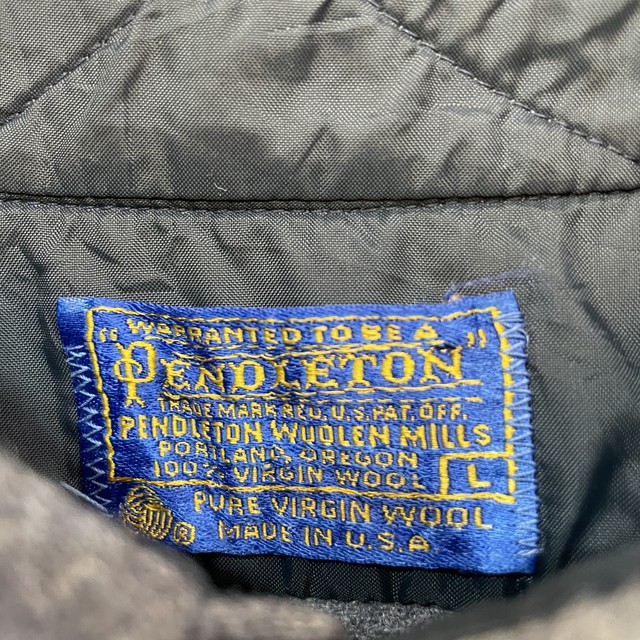 WARRANTED TO BE A
"PENDLETON"
TRADE MARK REG. U.S. PAT. OFF.
PENDLETON WOOLEN MILLS
PORTLAND, OREGON
100% VIRGIN WOOL L
PURE VIRGIN WOOL
® MADE IN U.S.A.